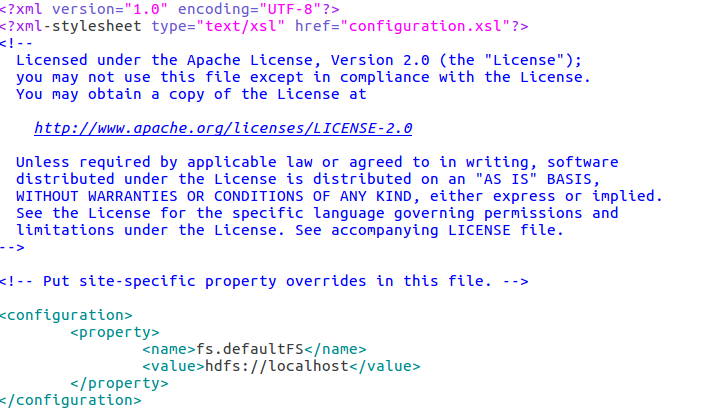 <?xml version="1.0" encoding="UTF-8"?>
<?xml-stylesheet type="text/xsl" href="configuration.xsl"?>
<!--
  Licensed under the Apache License, Version 2.0 (the "License");
  you may not use this file except in compliance with the License.
  You may obtain a copy of the License at

    http://www.apache.org/licenses/LICENSE-2.0

  Unless required by applicable law or agreed to in writing, software
  distributed under the License is distributed on an "AS IS" BASIS,
  WITHOUT WARRANTIES OR CONDITIONS OF ANY KIND, either express or implied.
  See the License for the specific language governing permissions and
  limitations under the License. See accompanying LICENSE file.
-->

<!-- Put site-specific property overrides in this file. -->

<configuration>
        <property>
                <name>fs.defaultFS</name>
                <value>hdfs://localhost</value>
        </property>
</configuration>